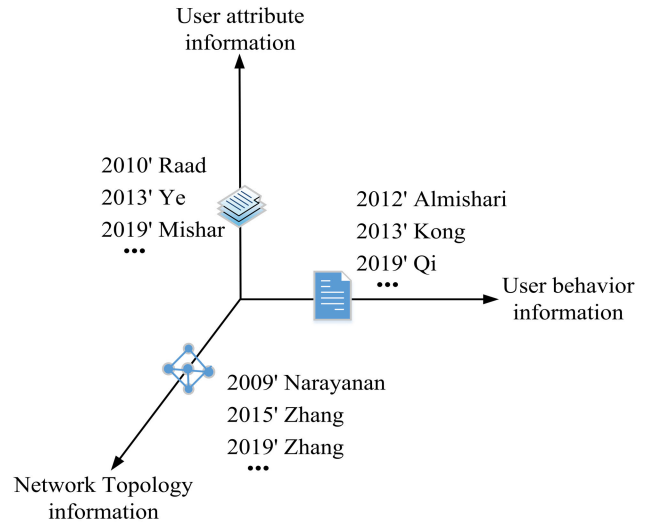 User attribute
information
2010' Raad
2013' Ye
2019' Mishar
•••
2012' Almishari
2013' Kong
2019' Qi
•••
User behavior
information
2009' Narayanan
2015' Zhang
2019' Zhang
•••
Network Topology
information